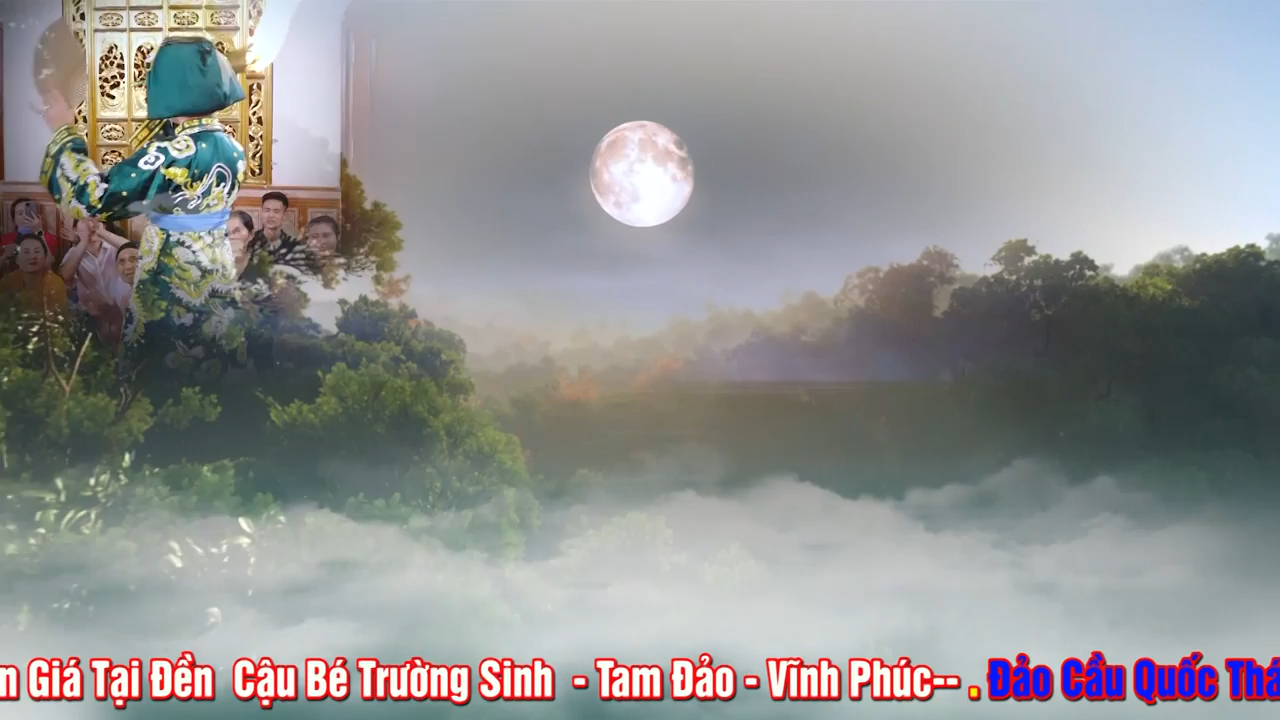 Giá Tại Đền Cậu Bé Trường Sinh - Tam Đảo - Vĩnh Phúc-- . Đảo Cầu Quốc